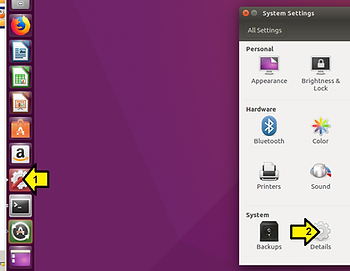 System Settings
All Settings
Personal
Appearance
Brightness &
Lock
Hardware
Bluetooth
Color
Printers
Sound
System
Backups
Details
1
2